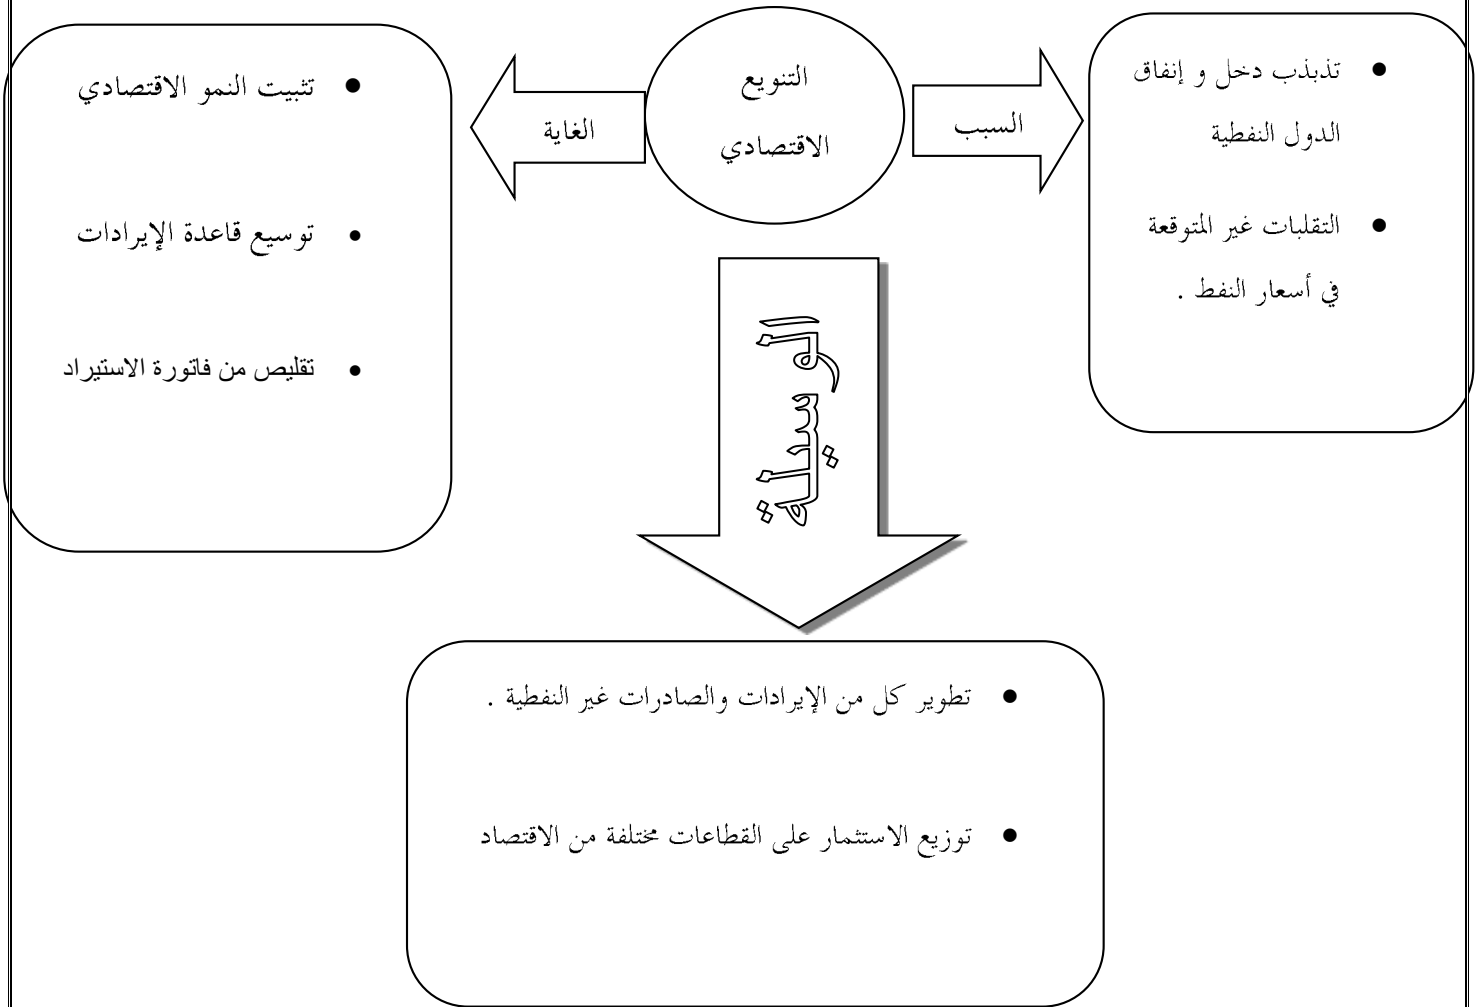 التنويع
الاقتصادي
السبب
• تذبذب دخل و إنفاق
الدول النفطية
• التقلبات غير المتوقعة
في أسعار النفط .
الغاية
• تثبيت النمو الاقتصادي
• توسيع قاعدة الإيرادات
• تقليص من فاتورة الاستيراد
الوسيلة
• تطوير كل من الإيرادات والصادرات غير النفطية .
• توزيع الاستثمار على القطاعات مختلفة من الاقتصاد